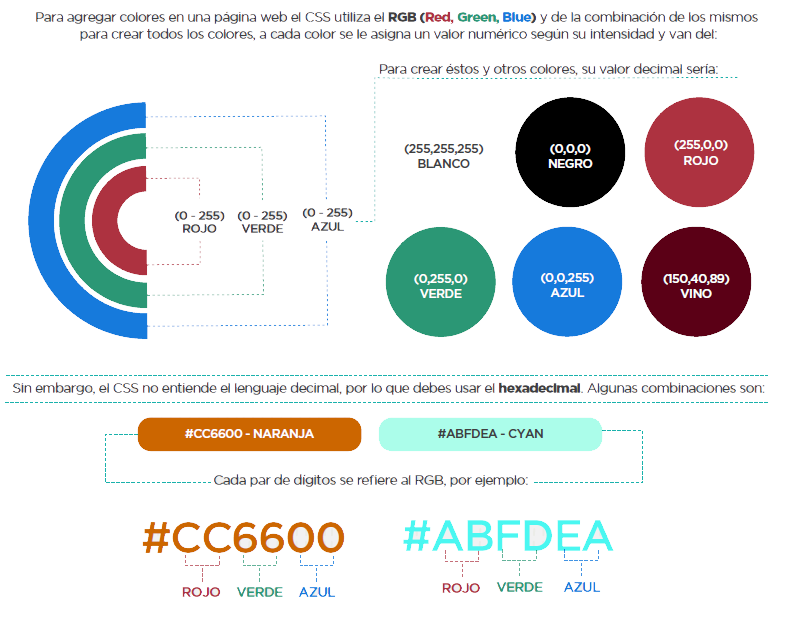 Para agregar colores en una página web el CSS utiliza el RGB (Red, Green, Blue) y de la combinación de los mismos
para crear todos los colores, a cada color se le asigna un valor numérico según su intensidad y van del:
Para crear éstos y otros colores, su valor decimal sería:
(0 - 255)
ROJO
(0 - 255)
VERDE
(0 - 255)
AZUL
(255,255,255)
BLANCO
(0,0,0)
NEGRO
(255,0,0)
ROJO
(0,255,0)
VERDE
(0,0,255)
AZUL
(150,40,89)
VINO
Sin embargo, el CSS no entiende el lenguaje decimal, por lo que debes usar el hexadecimal. Algunas combinaciones son:
#CC6600 - NARANJA
#ABFDEA - CYAN
Cada par de dígitos se refiere al RGB, por ejemplo:
#CC6600
ROJO VERDE AZUL
#ABFDEA
ROJO VERDE AZUL